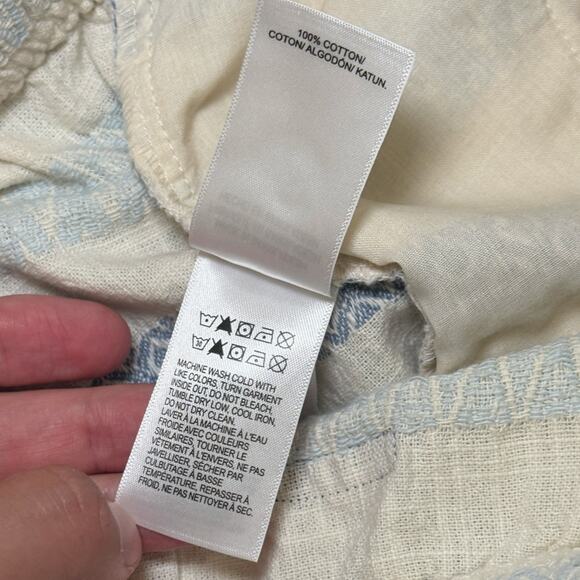 100% COTTON/
COTON/ ALGODÓN/ KATUN.
MACHINE WASH COLD WITH
LIKE COLORS, TURN GARMENT
INSIDE OUT, DO NOT BLEACH,
TUMBLE DRY LOW, COOL IRON,
DO NOT DRY CLEAN.
LAVER À LA MACHINE À L'EAU
FROIDE AVEC COULEURS
SIMILAIRES, TOURNER LE
VÊTEMENT À L'ENVERS, NE PAS
JAVELLISER, SÉCHER PAR
CULBUTAGE À BASSE
TEMPÉRATURE, REPASSER À
FROID, NE PAS NETTOYER À SEC.